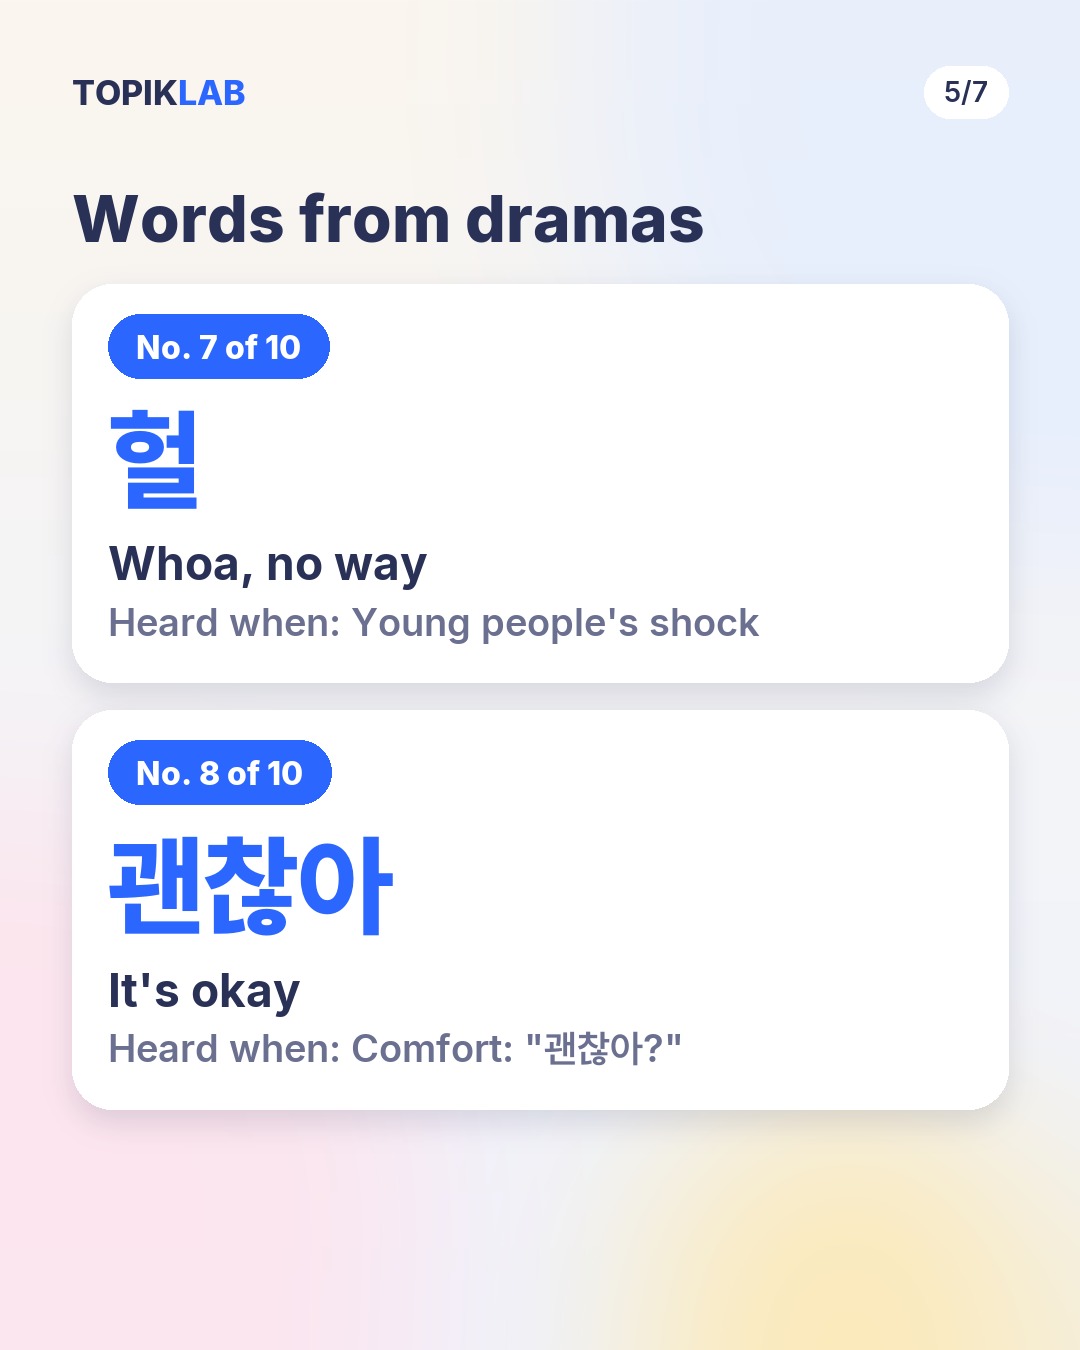 TOPIKLAB
5/7
Words from dramas
No. 7 of 10
헐
Whoa, no way
Heard when: Young people's shock
No. 8 of 10
괜찮아
It's okay
Heard when: Comfort: "괜찮아?"